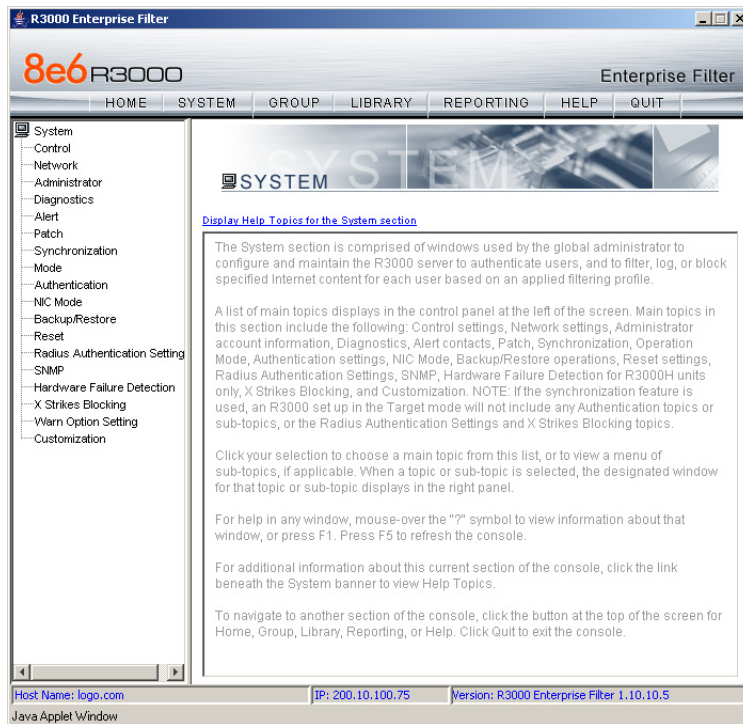 R3000 Enterprise Filter
8e6 R3000
Enterprise Filter
HOME SYSTEM GROUP LIBRARY REPORTING HELP QUIT
System
Control
Network
Administrator
Diagnostics
Alert
Patch
Synchronization
Mode
Authentication
NIC Mode
Backup/Restore
Reset
Radius Authentication Setting
SNMP
Hardware Failure Detection
X Strikes Blocking
Warn Option Setting
Customization
SYSTEM
SYSTEM
Display Help Topics for the System section
The System section is comprised of windows used by the global administrator to
configure and maintain the R3000 server to authenticate users, and to filter, log, or block
specified Internet content for each user based on an applied filtering profile.
A list of main topics displays in the control panel at the left of the screen. Main topics in
this section include the following: Control settings, Network settings, Administrator
account information, Diagnostics, Alert contacts, Patch, Synchronization, Operation
Mode, Authentication settings, NIC Mode, Backup/Restore operations, Reset settings,
Radius Authentication Settings, SNMP, Hardware Failure Detection for R3000H units
only, X Strikes Blocking, and Customization. NOTE: If the synchronization feature is
used, an R3000 set up in the Target mode will not include any Authentication topics or
sub-topics, or the Radius Authentication Settings and X Strikes Blocking topics.
Click your selection to choose a main topic from this list, or to view a menu of
sub-topics, if applicable. When a topic or sub-topic is selected, the designated window
for that topic or sub-topic displays in the right panel.
For help in any window, mouse-over the "?" symbol to view information about that
window, or press F1. Press F5 to refresh the console.
For additional information about this current section of the console, click the link
beneath the System banner to view Help Topics.
To navigate to another section of the console, click the button at the top of the screen for
Home, Group, Library, Reporting, or Help. Click Quit to exit the console.
Host Name: logo.com
IP: 200.10.100.75
Version: R3000 Enterprise Filter 1.10.10.5
Java Applet Window